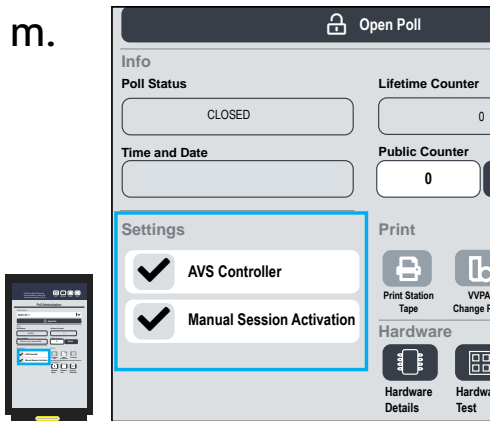 m.
Open Poll
Info
Poll Status
Lifetime Counter
CLOSED
0
Time and Date
Public Counter
0
Settings
Print
AVS Controller
Print Station
Tape
VVPA
Change P
Manual Session Activation
Hardware
Hardware
Details
Hardwa
Test